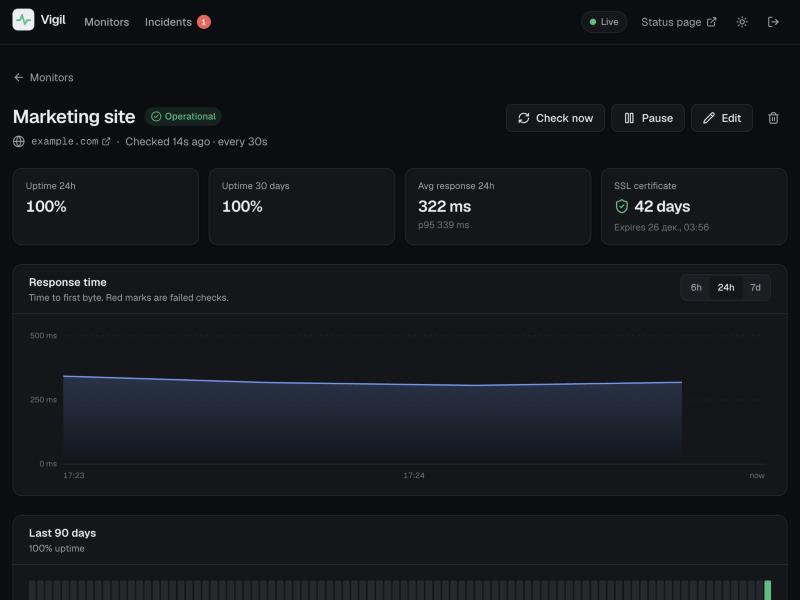 Vigil
Monitors
Incidents 1
Live
Status page
Monitors
Marketing site
Operational
Check now
Pause
Edit
example.com · Checked 14s ago · every 30s
Uptime 24h
100%
Uptime 30 days
100%
Avg response 24h
322 ms
p95 339 ms
SSL certificate
42 days
Expires 26 дек., 03:56
Response time
Time to first byte. Red marks are failed checks.
6h 24h 7d
500 ms
250 ms
0 ms
17:23 17:24 now
Last 90 days
100% uptime